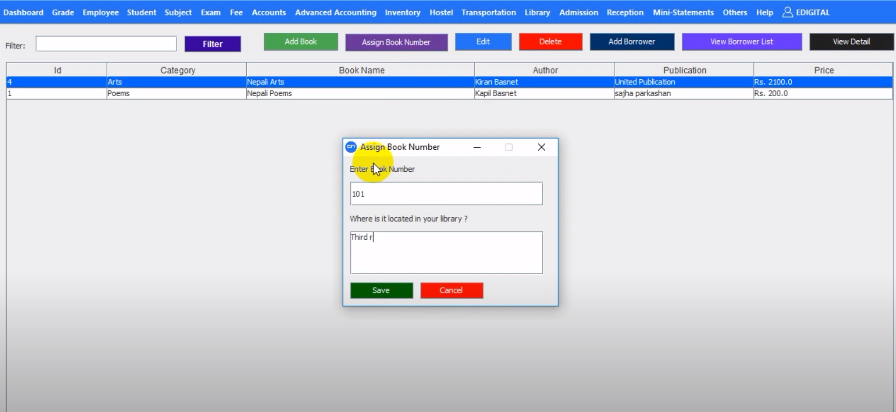 Dashboard Grade Employee Student Subject Exam Fee Accounts Advanced Accounting Inventory Hostel Transportation Library Admission Reception Mini-Statements Others Help EDIGITAL
Filter: Filter Add Book Assign Book Number Edit Delete Add Borrower View Borrower List View Detail
Id Category Book Name Author Publication Price
4 Arts Nepali Arts Kiran Basnet United Publication Rs. 2100.0
1 Poems Nepali Poems Kapil Basnet sajha parkashan Rs. 200.0
Assign Book Number
Enter Book Number
101
Where is it located in your library ?
Third r
Save Cancel